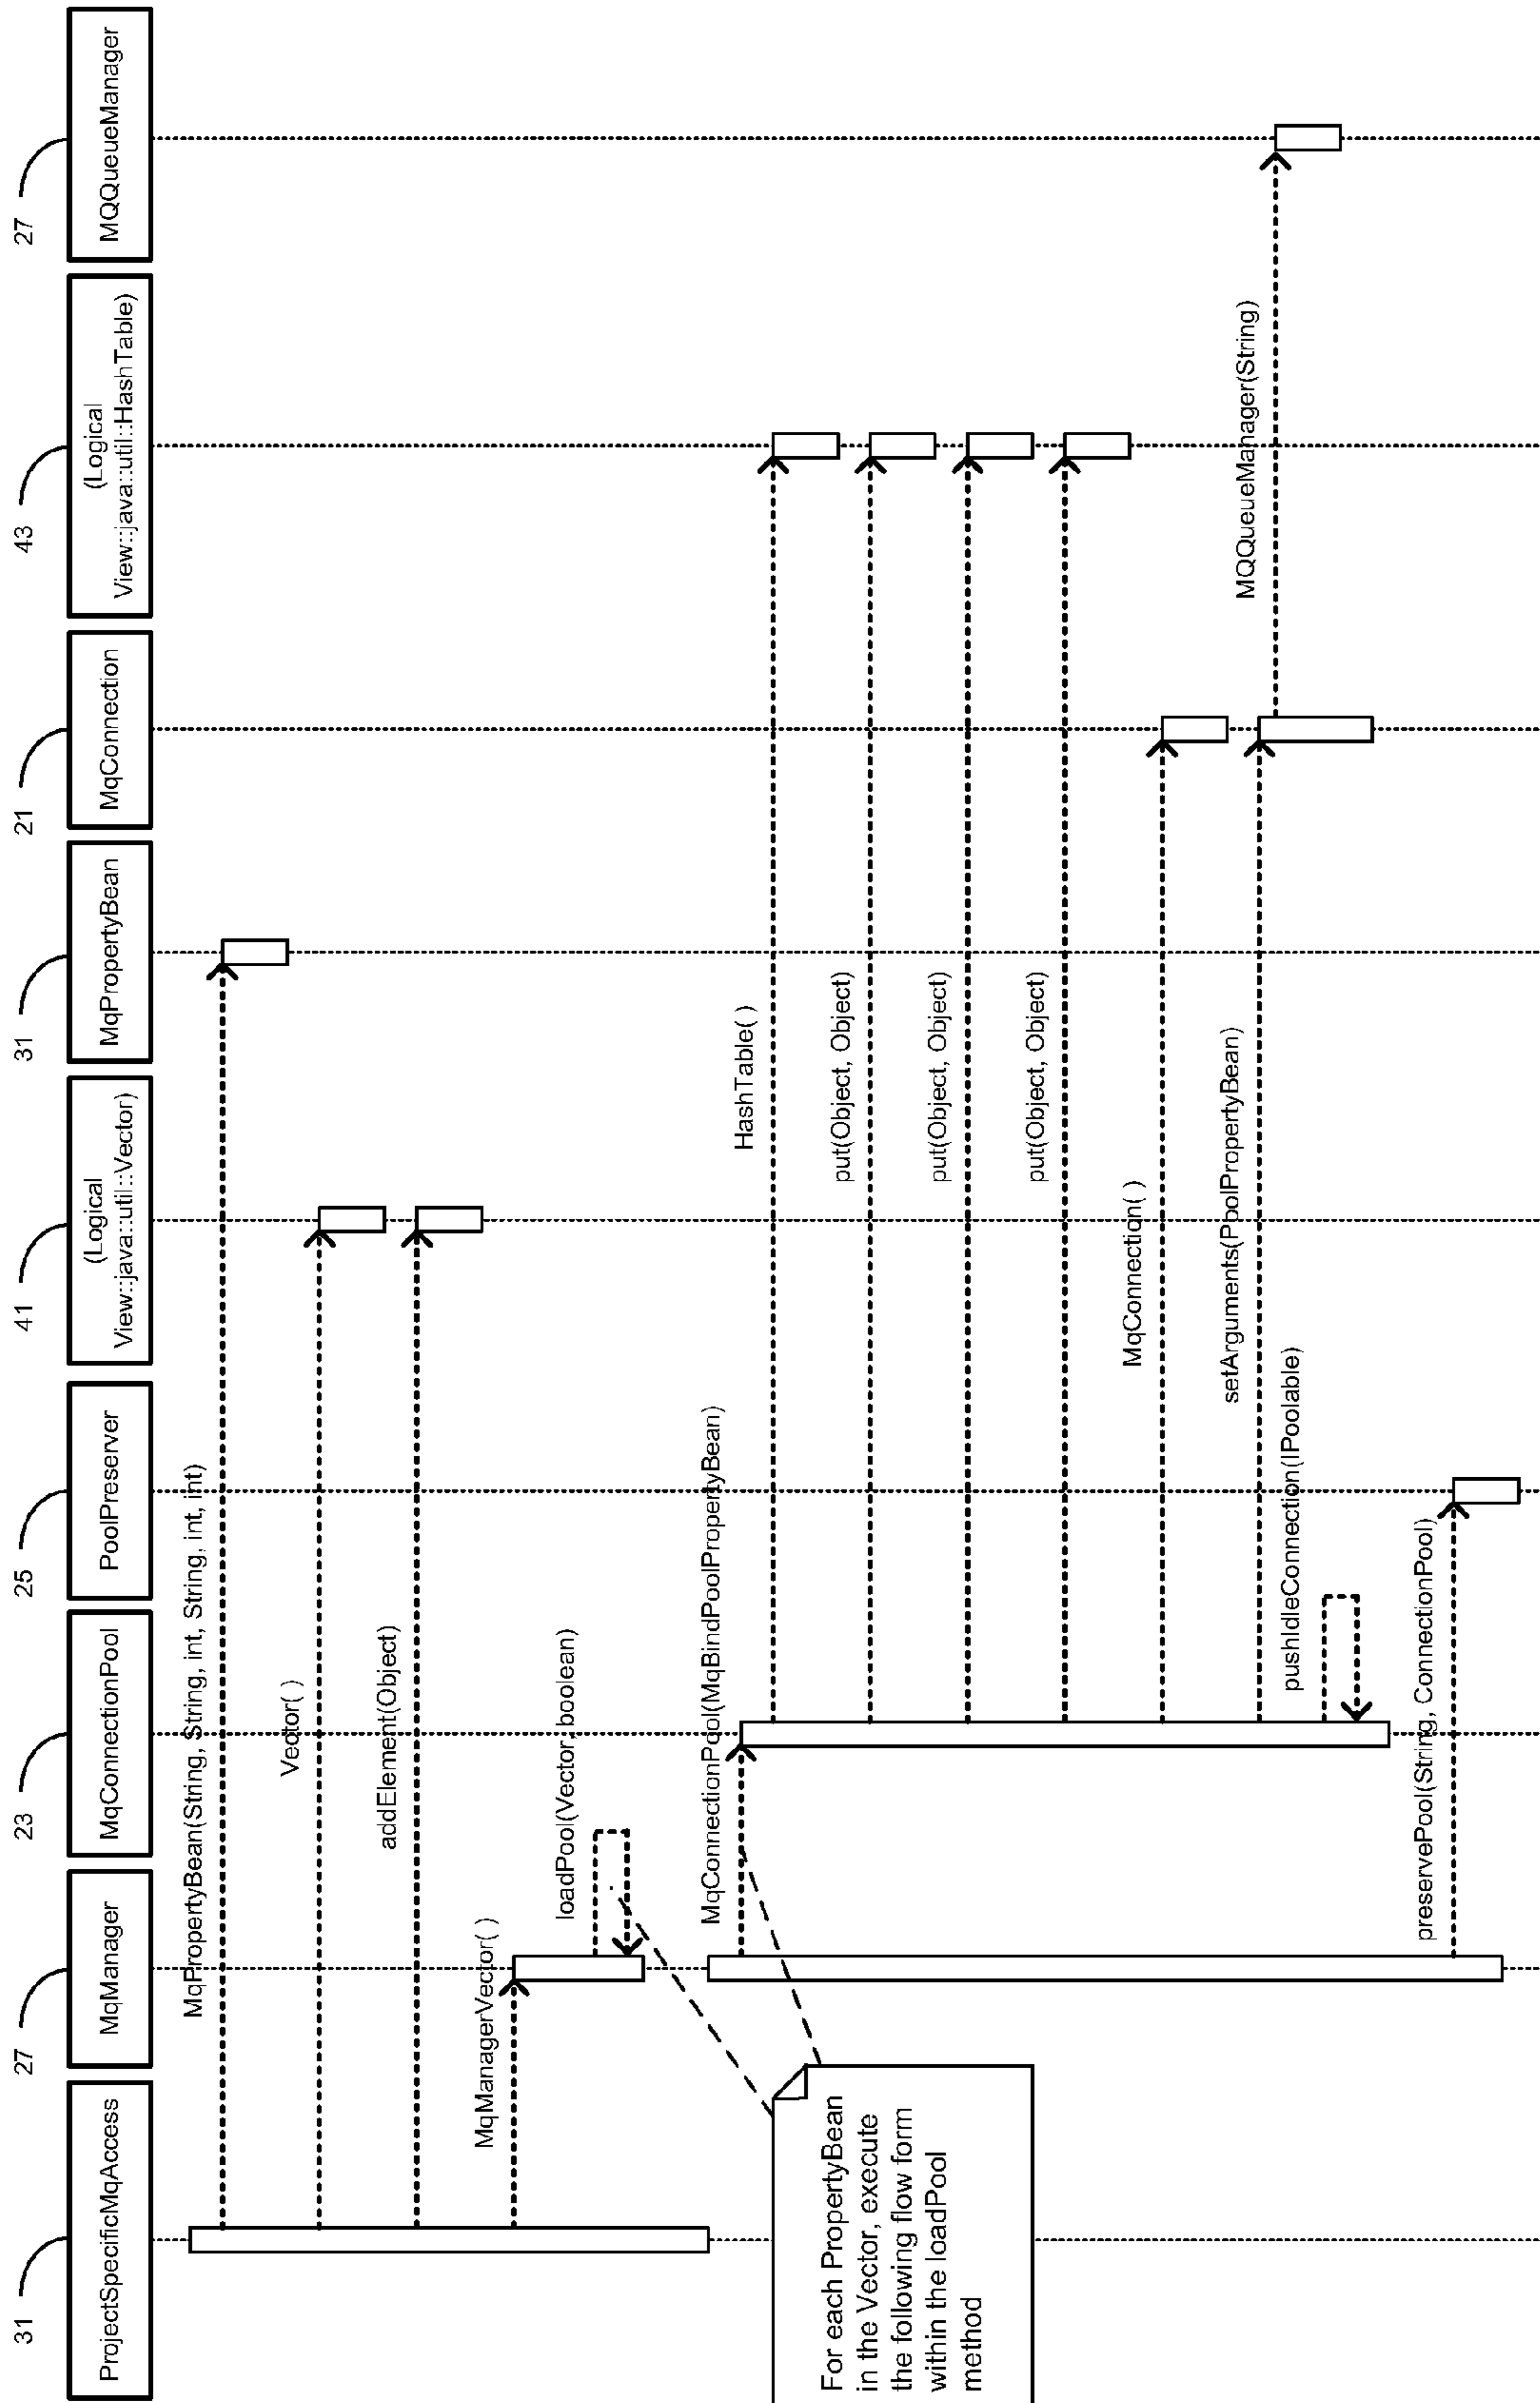 31
27
23
25
41
31
21
43
27
ProjectSpecificMqAccess
MqManager
MqConnectionPool
PoolPreserver
(Logical
View::java::util::Vector)
MqPropertyBean
MqConnection
(Logical
View::java::util::HashTable)
MQQueueManager
MqPropertyBean(String, String, int, String, int, int)
Vector( )
addElement(Object)
MqManagerVector( )
loadPool(Vector, boolean)
MqConnectionPool(MqBindPoolPropertyBean)
HashTable( )
For each PropertyBean
in the Vector, execute
the following flow form
within the loadPool
method
put(Object, Object)
put(Object, Object)
put(Object, Object)
MqConnection( )
setArguments(PoolPropertyBean)
MQQueueManager(String)
pushIdleConnection(IPoolable)
preservePool(String, ConnectionPool)